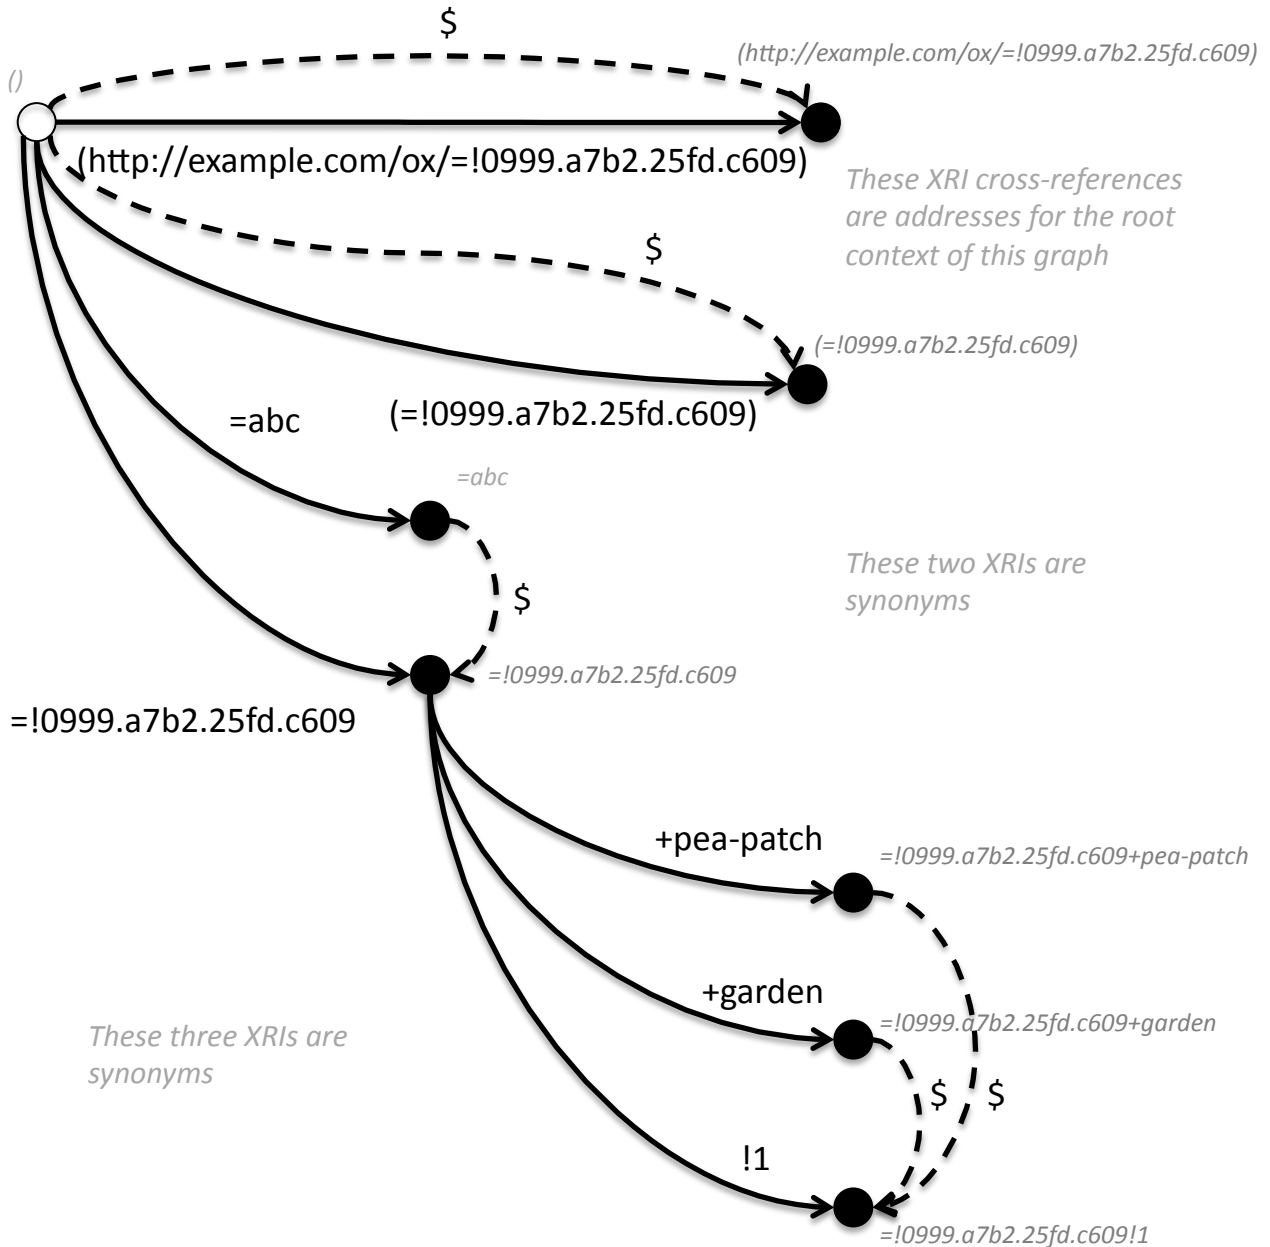 $
(http://example.com/ox/=!0999.a7b2.25fd.c609)
()
(http://example.com/ox/=!0999.a7b2.25fd.c609)
These XRI cross-references
are addresses for the root
context of this graph
$
(=!0999.a7b2.25fd.c609)
=abc
(=!0999.a7b2.25fd.c609)
=abc
These two XRIs are
synonyms
$
=!0999.a7b2.25fd.c609
=!0999.a7b2.25fd.c609
+pea-patch
=!0999.a7b2.25fd.c609+pea-patch
+garden
=!0999.a7b2.25fd.c609+garden
These three XRIs are
synonyms
$
$
!1
=!0999.a7b2.25fd.c609!1